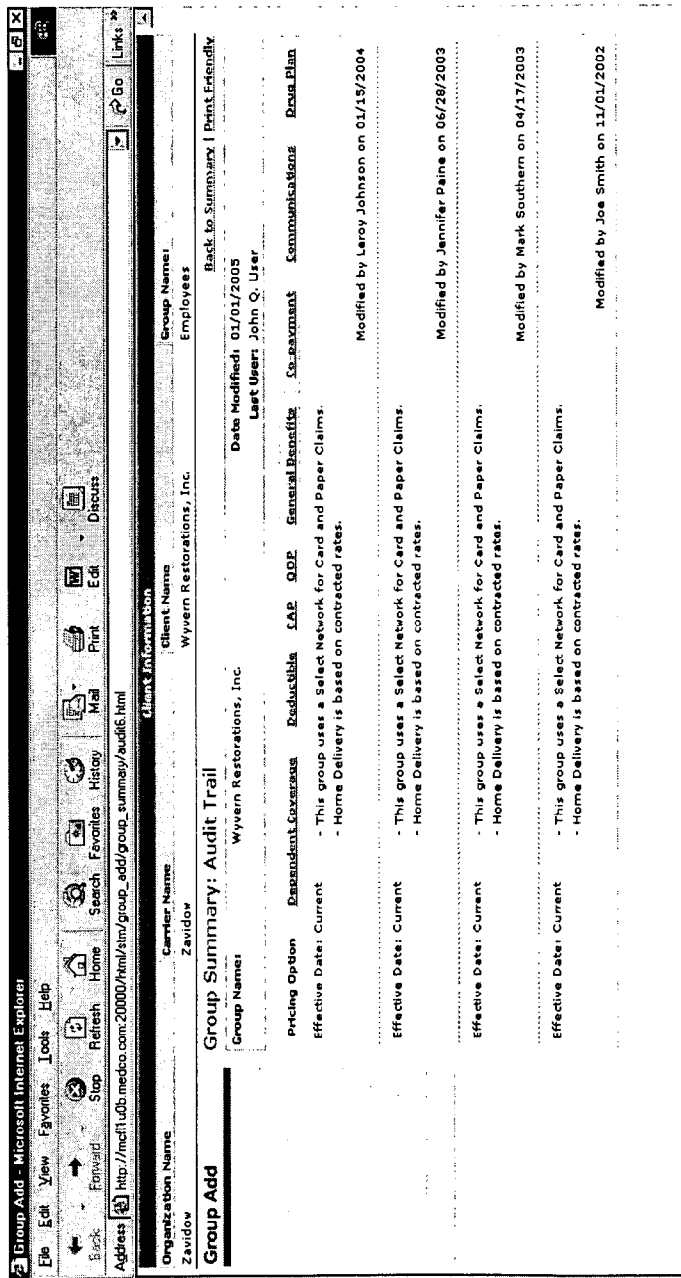 Group Add - Microsoft Internet Explorer
File Edit View Favorites Tools Help
Back Forward Stop Refresh Home Search Favorites History Mail Print Edit Discuss
Address http://mcfl1u0b.medco.com:20000/html/stm/group_add/group_summary/audit6.html Go Links »
Client Information
Organization Name Carrier Name Client Name Group Name:
Zavidow Zavidow Wyvern Restorations, Inc. Employees
Group Add
Group Summary: Audit Trail Back to Summary | Print Friendly
Group Name: Wyvern Restorations, Inc. Date Modified: 01/01/2005
Last User: John Q. User
Pricing Option Dependent Coverage Deductible CAP QDP General Benefits Co-payment Communications Drug Plan
Effective Date: Current - This group uses a Select Network for Card and Paper Claims.
- Home Delivery is based on contracted rates.
Modified by Leroy Johnson on 01/15/2004
Effective Date: Current - This group uses a Select Network for Card and Paper Claims.
- Home Delivery is based on contracted rates.
Modified by Jennifer Paine on 06/28/2003
Effective Date: Current - This group uses a Select Network for Card and Paper Claims.
- Home Delivery is based on contracted rates.
Modified by Mark Southern on 04/17/2003
Effective Date: Current - This group uses a Select Network for Card and Paper Claims.
- Home Delivery is based on contracted rates.
Modified by Joe Smith on 11/01/2002